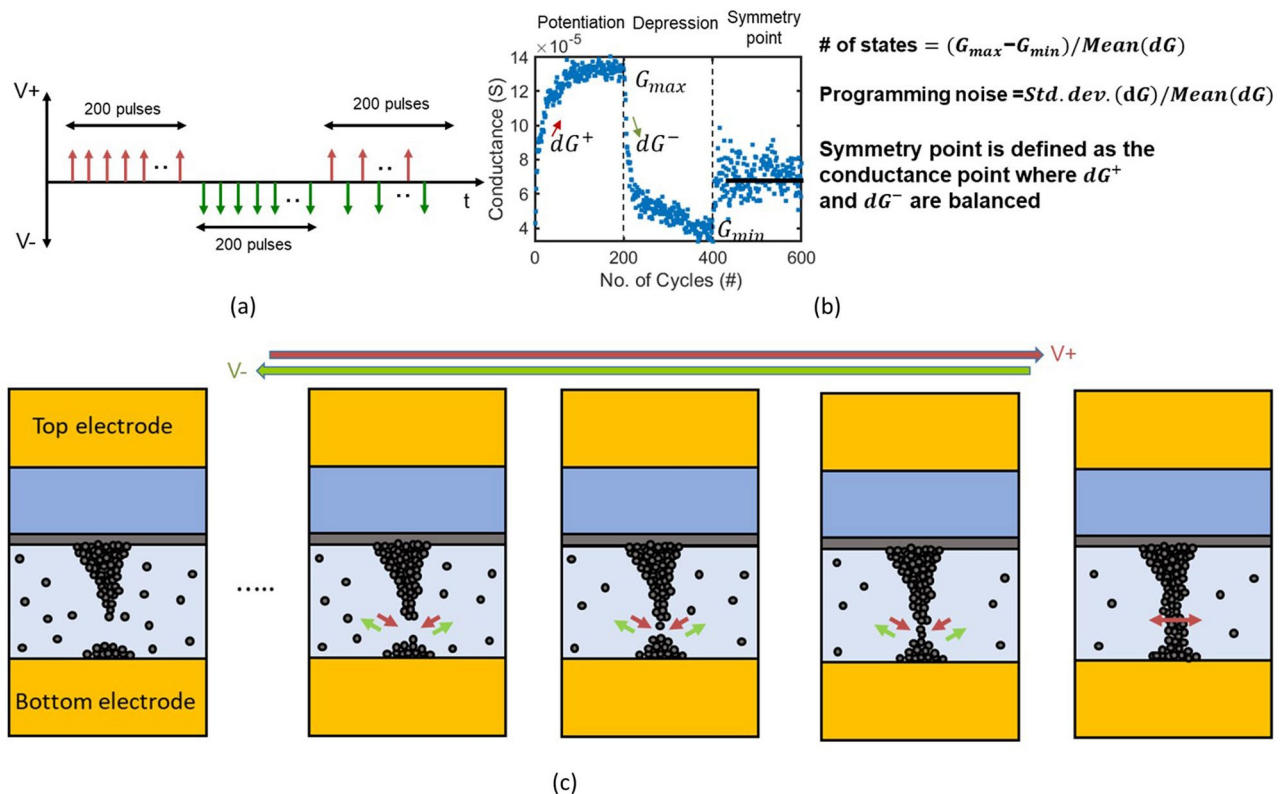 V+
200 pulses
200 pulses
..
..
..
..
t
200 pulses
V-
(a)
Potentiation Depression Symmetry
point
×10⁻⁵
14
12
10
8
6
4
Conductance (S)
G_max
dG⁺
dG⁻
G_min
0
200
400
600
No. of Cycles (#)
(b)
# of states = (G_max−G_min)/Mean(dG)
Programming noise =Std. dev. (dG)/Mean(dG)
Symmetry point is defined as the
conductance point where dG⁺
and dG⁻ are balanced
V+
V-
Top electrode
.....
Bottom electrode
(c)